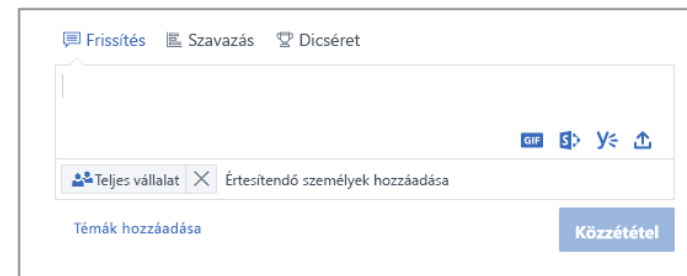 Frissítés Szavazás Dicséret
GIF S y
Teljes vállalat Értesítendő személyek hozzáadása
Témák hozzáadása Közzététel